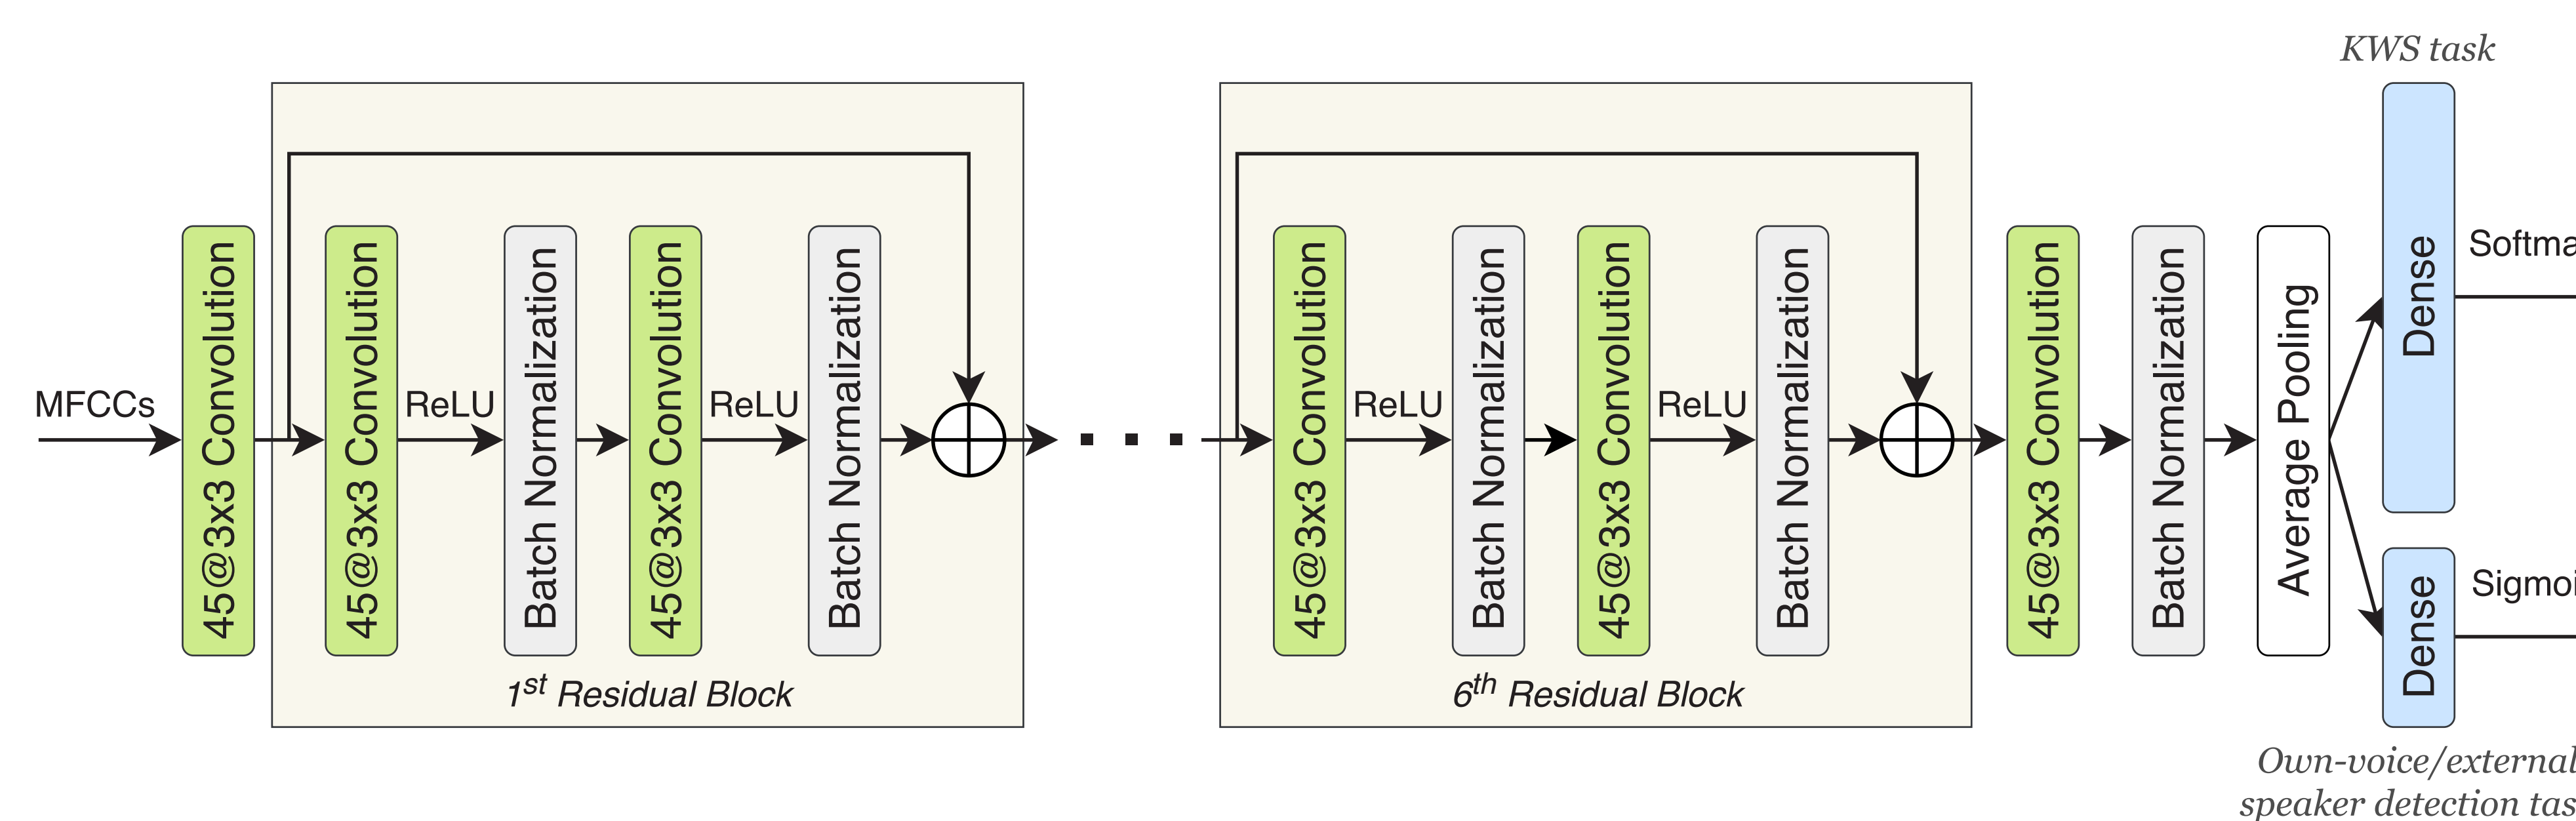 KWS task
MFCCs
45@3x3 Convolution
45@3x3 Convolution
ReLU
Batch Normalization
45@3x3 Convolution
ReLU
Batch Normalization
1st Residual Block
45@3x3 Convolution
ReLU
Batch Normalization
45@3x3 Convolution
ReLU
Batch Normalization
6th Residual Block
45@3x3 Convolution
Batch Normalization
Average Pooling
Dense
Dense
Own-voice/external
speaker detection